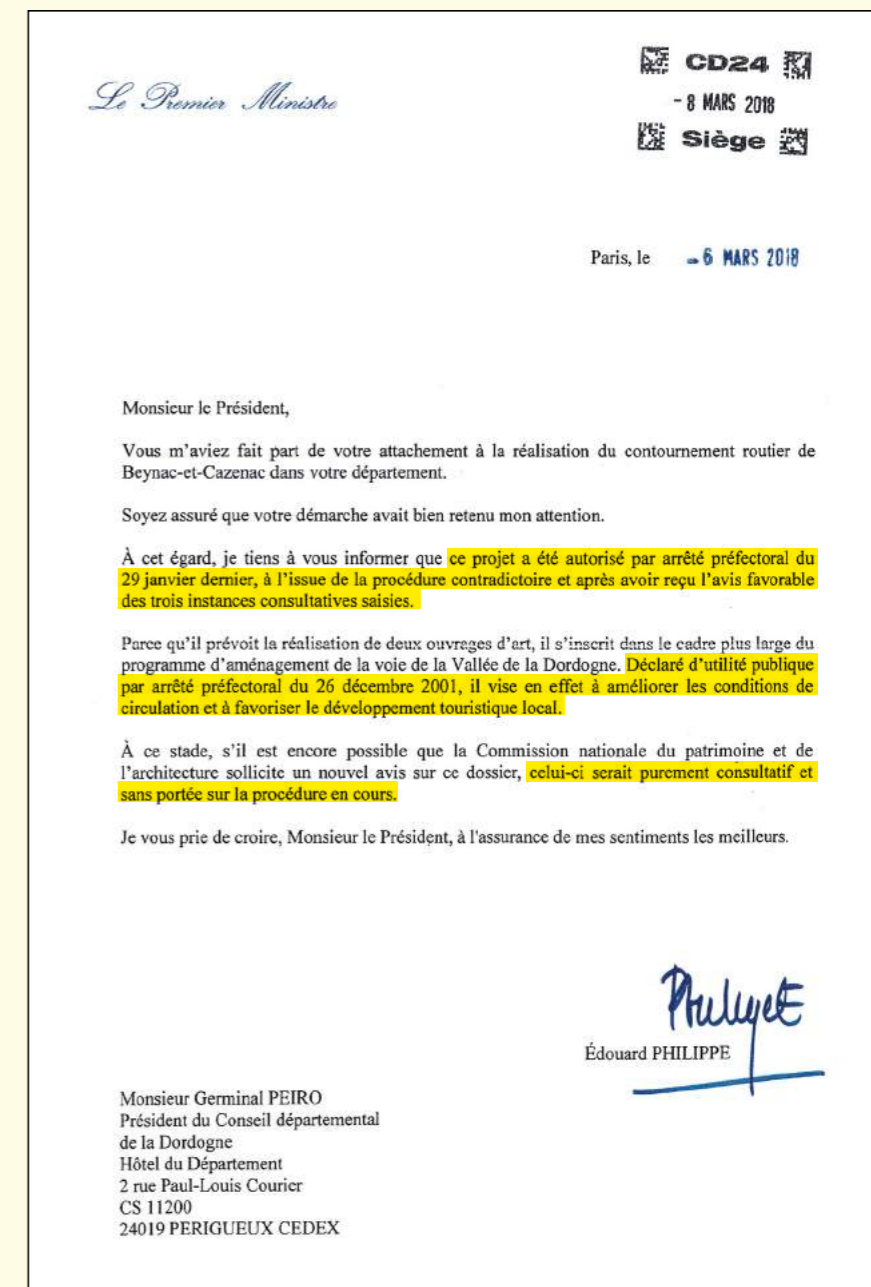 Le Premier Ministre
CD24
- 8 MARS 2018
Siège
Paris, le - 6 MARS 2018
Monsieur le Président,
Vous m'aviez fait part de votre attachement à la réalisation du contournement routier de
Beynac-et-Cazenac dans votre département.
Soyez assuré que votre démarche avait bien retenu mon attention.
À cet égard, je tiens à vous informer que ce projet a été autorisé par arrêté préfectoral du
29 janvier dernier, à l'issue de la procédure contradictoire et après avoir reçu l'avis favorable
des trois instances consultatives saisies.
Parce qu'il prévoit la réalisation de deux ouvrages d'art, il s'inscrit dans le cadre plus large du
programme d'aménagement de la voie de la Vallée de la Dordogne. Déclaré d'utilité publique
par arrêté préfectoral du 26 décembre 2001, il vise en effet à améliorer les conditions de
circulation et à favoriser le développement touristique local.
À ce stade, s'il est encore possible que la Commission nationale du patrimoine et de
l'architecture sollicite un nouvel avis sur ce dossier, celui-ci serait purement consultatif et
sans portée sur la procédure en cours.
Je vous prie de croire, Monsieur le Président, à l'assurance de mes sentiments les meilleurs.
Édouard PHILIPPE
Monsieur Germinal PEIRO
Président du Conseil départemental
de la Dordogne
Hôtel du Département
2 rue Paul-Louis Courier
CS 11200
24019 PERIGUEUX CEDEX